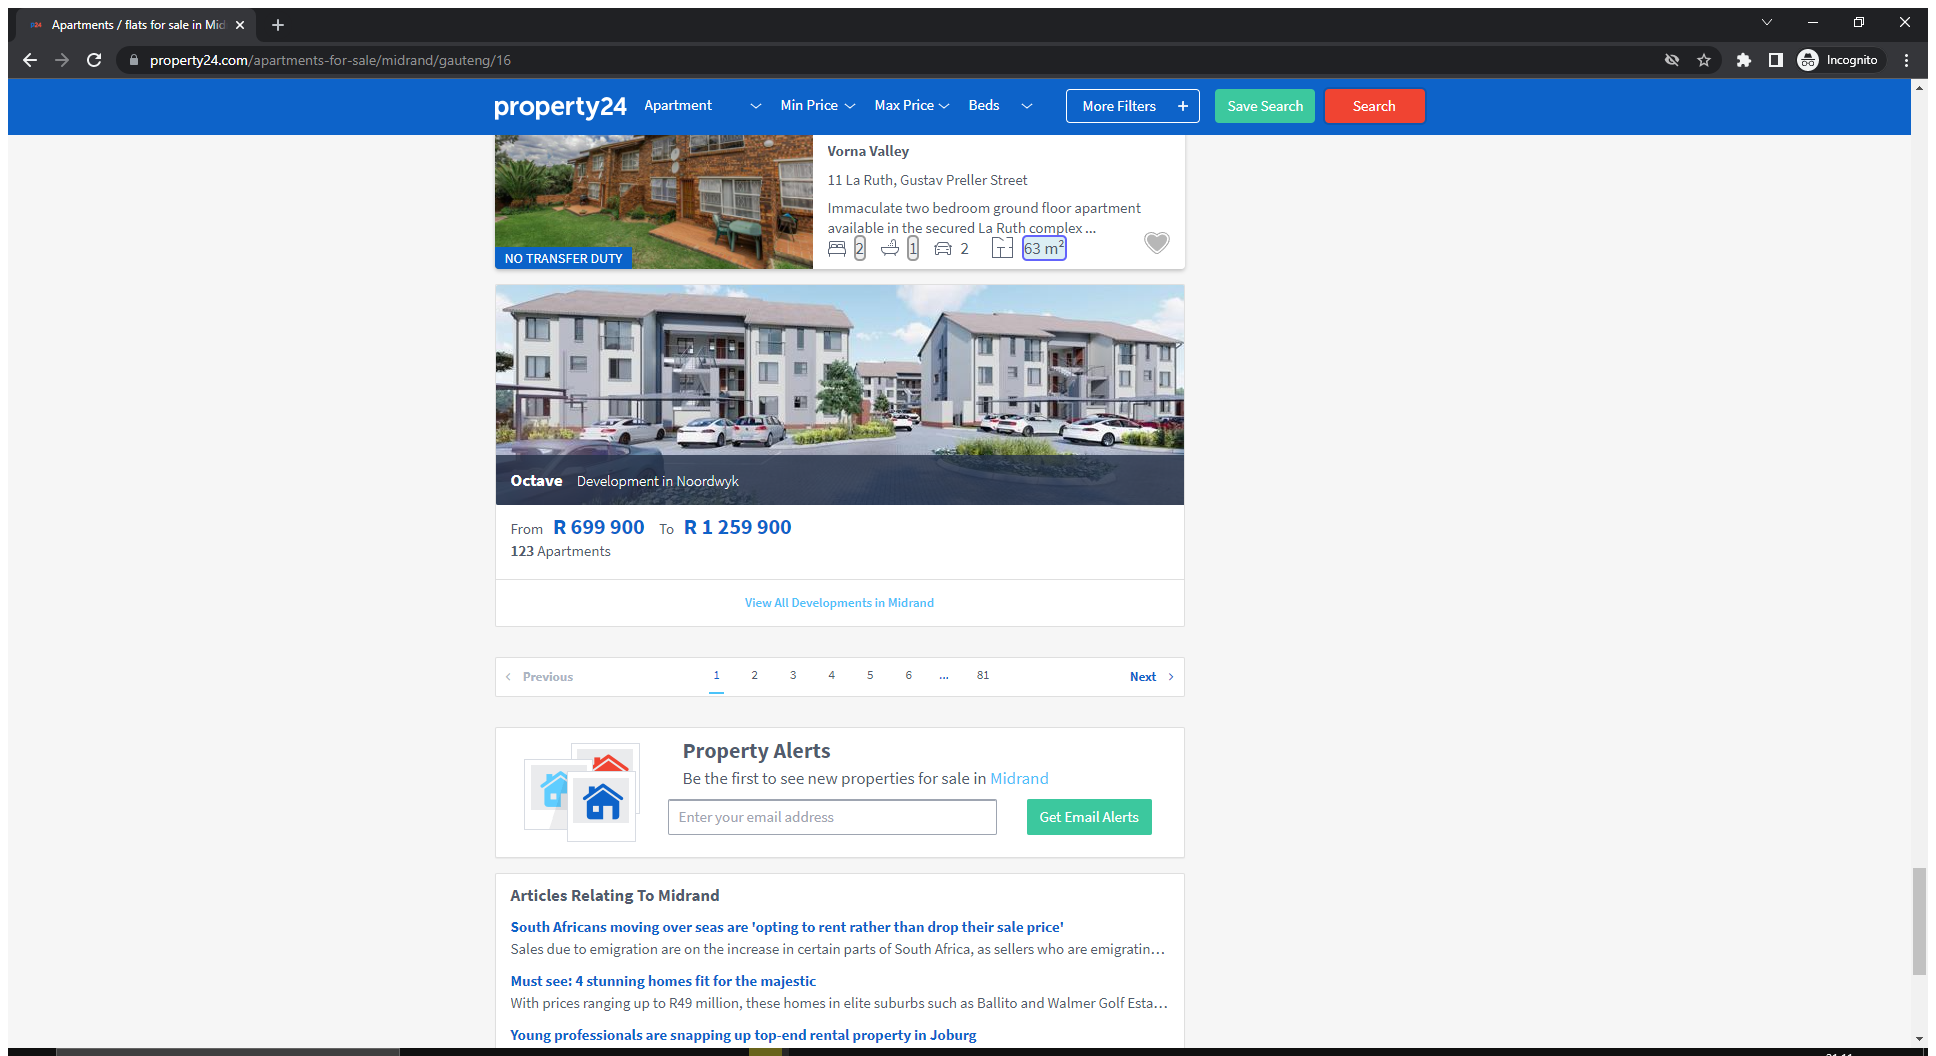 Apartments / flats for sale in Mid
property24.com/apartments-for-sale/midrand/gauteng/16
Incognito
property24
Apartment
Min Price
Max Price
Beds
More Filters +
Save Search
Search
Vorna Valley
11 La Ruth, Gustav Preller Street
Immaculate two bedroom ground floor apartment
available in the secured La Ruth complex ...
2 1 2 63 m²
NO TRANSFER DUTY
Octave Development in Noordwyk
From R 699 900 To R 1 259 900
123 Apartments
View All Developments in Midrand
Previous 1 2 3 4 5 6 ... 81 Next
Property Alerts
Be the first to see new properties for sale in Midrand
Enter your email address
Get Email Alerts
Articles Relating To Midrand
South Africans moving over seas are 'opting to rent rather than drop their sale price'
Sales due to emigration are on the increase in certain parts of South Africa, as sellers who are emigratin...
Must see: 4 stunning homes fit for the majestic
With prices ranging up to R49 million, these homes in elite suburbs such as Ballito and Walmer Golf Esta...
Young professionals are snapping up top-end rental property in Joburg